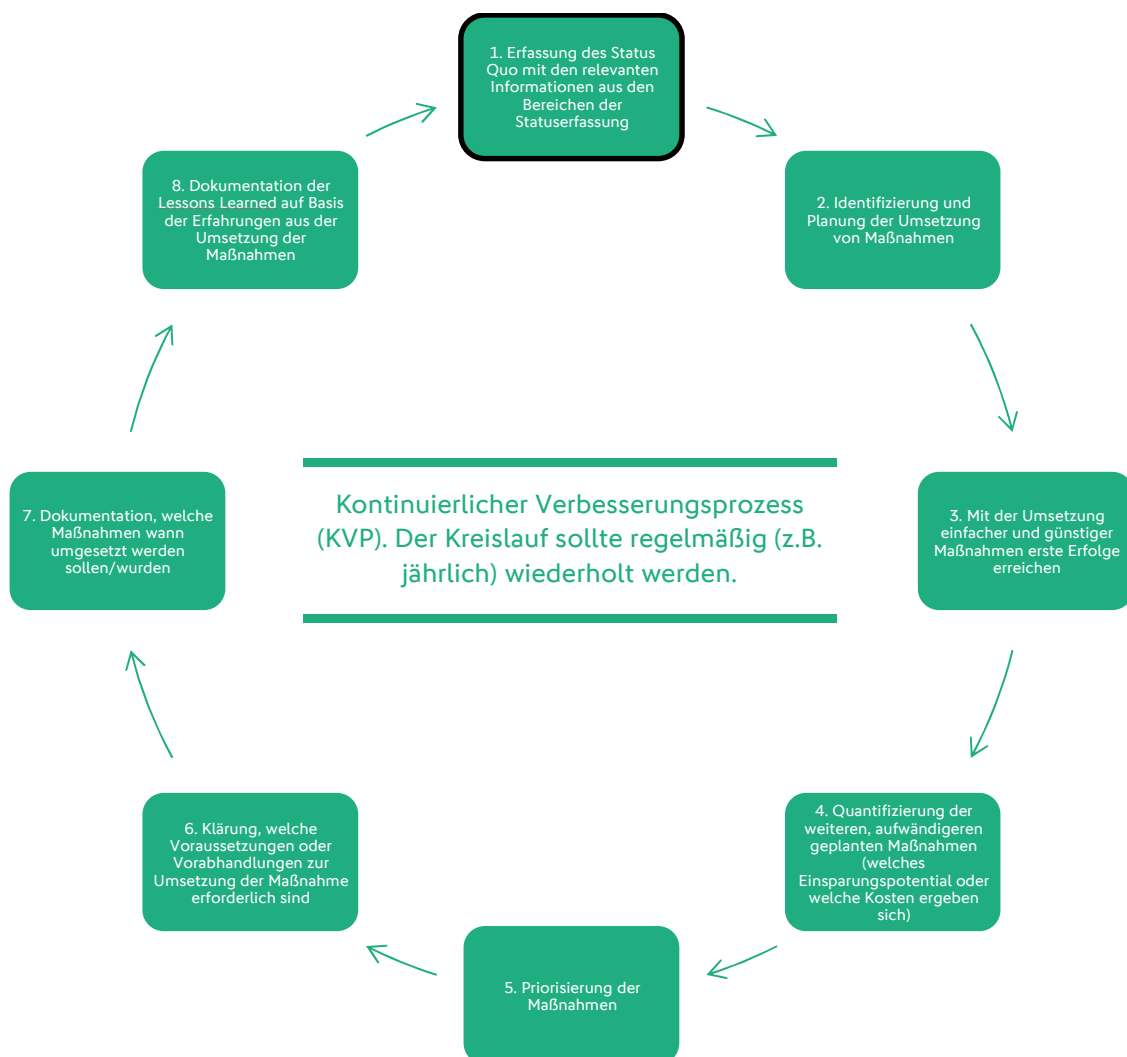 1. Erfassung des Status
Quo mit den relevanten
Informationen aus den
Bereichen der
Statuserfassung
2. Identifizierung und
Planung der Umsetzung
von Maßnahmen
3. Mit der Umsetzung
einfacher und günstiger
Maßnahmen erste Erfolge
erreichen
4. Quantifizierung der
weiteren, aufwändigeren
geplanten Maßnahmen
(welches
Einsparungspotential oder
welche Kosten ergeben
sich)
5. Priorisierung der
Maßnahmen
6. Klärung, welche
Voraussetzungen oder
Vorabhandlungen zur
Umsetzung der Maßnahme
erforderlich sind
7. Dokumentation, welche
Maßnahmen wann
umgesetzt werden
sollen/wurden
8. Dokumentation der
Lessons Learned auf Basis
der Erfahrungen aus der
Umsetzung der
Maßnahmen
Kontinuierlicher Verbesserungsprozess
(KVP). Der Kreislauf sollte regelmäßig (z.B.
jährlich) wiederholt werden.